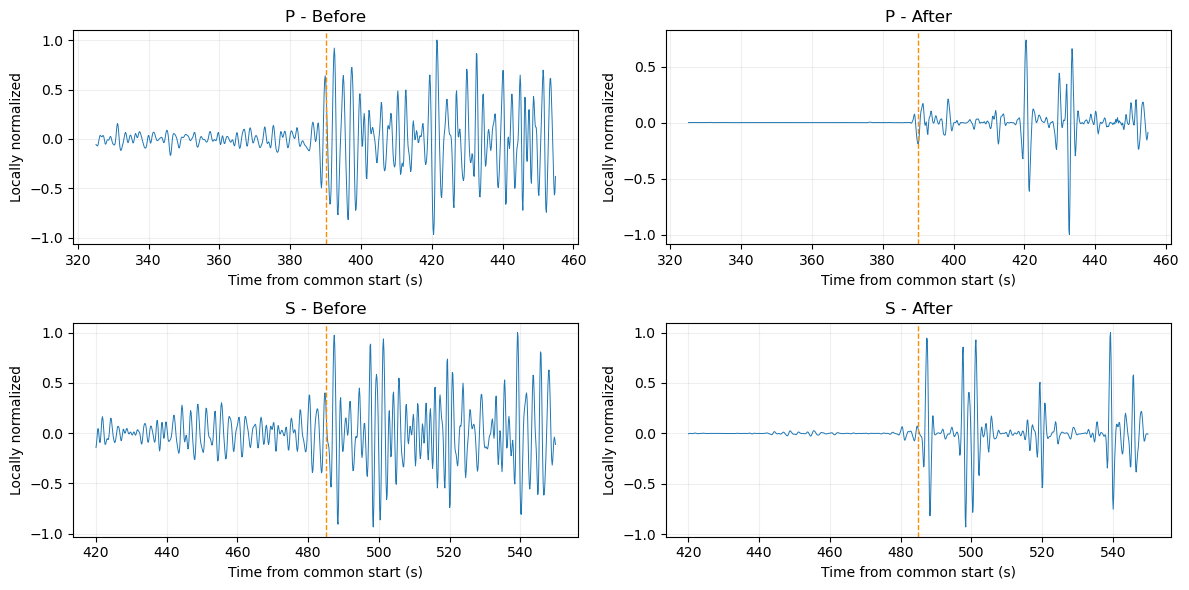 P - Before
Locally normalized
1.0
0.5
0.0
−0.5
−1.0
320 340 360 380 400 420 440 460
Time from common start (s)
P - After
Locally normalized
0.5
0.0
−0.5
−1.0
320 340 360 380 400 420 440 460
Time from common start (s)
S - Before
Locally normalized
1.0
0.5
0.0
−0.5
−1.0
420 440 460 480 500 520 540
Time from common start (s)
S - After
Locally normalized
1.0
0.5
0.0
−0.5
−1.0
420 440 460 480 500 520 540
Time from common start (s)